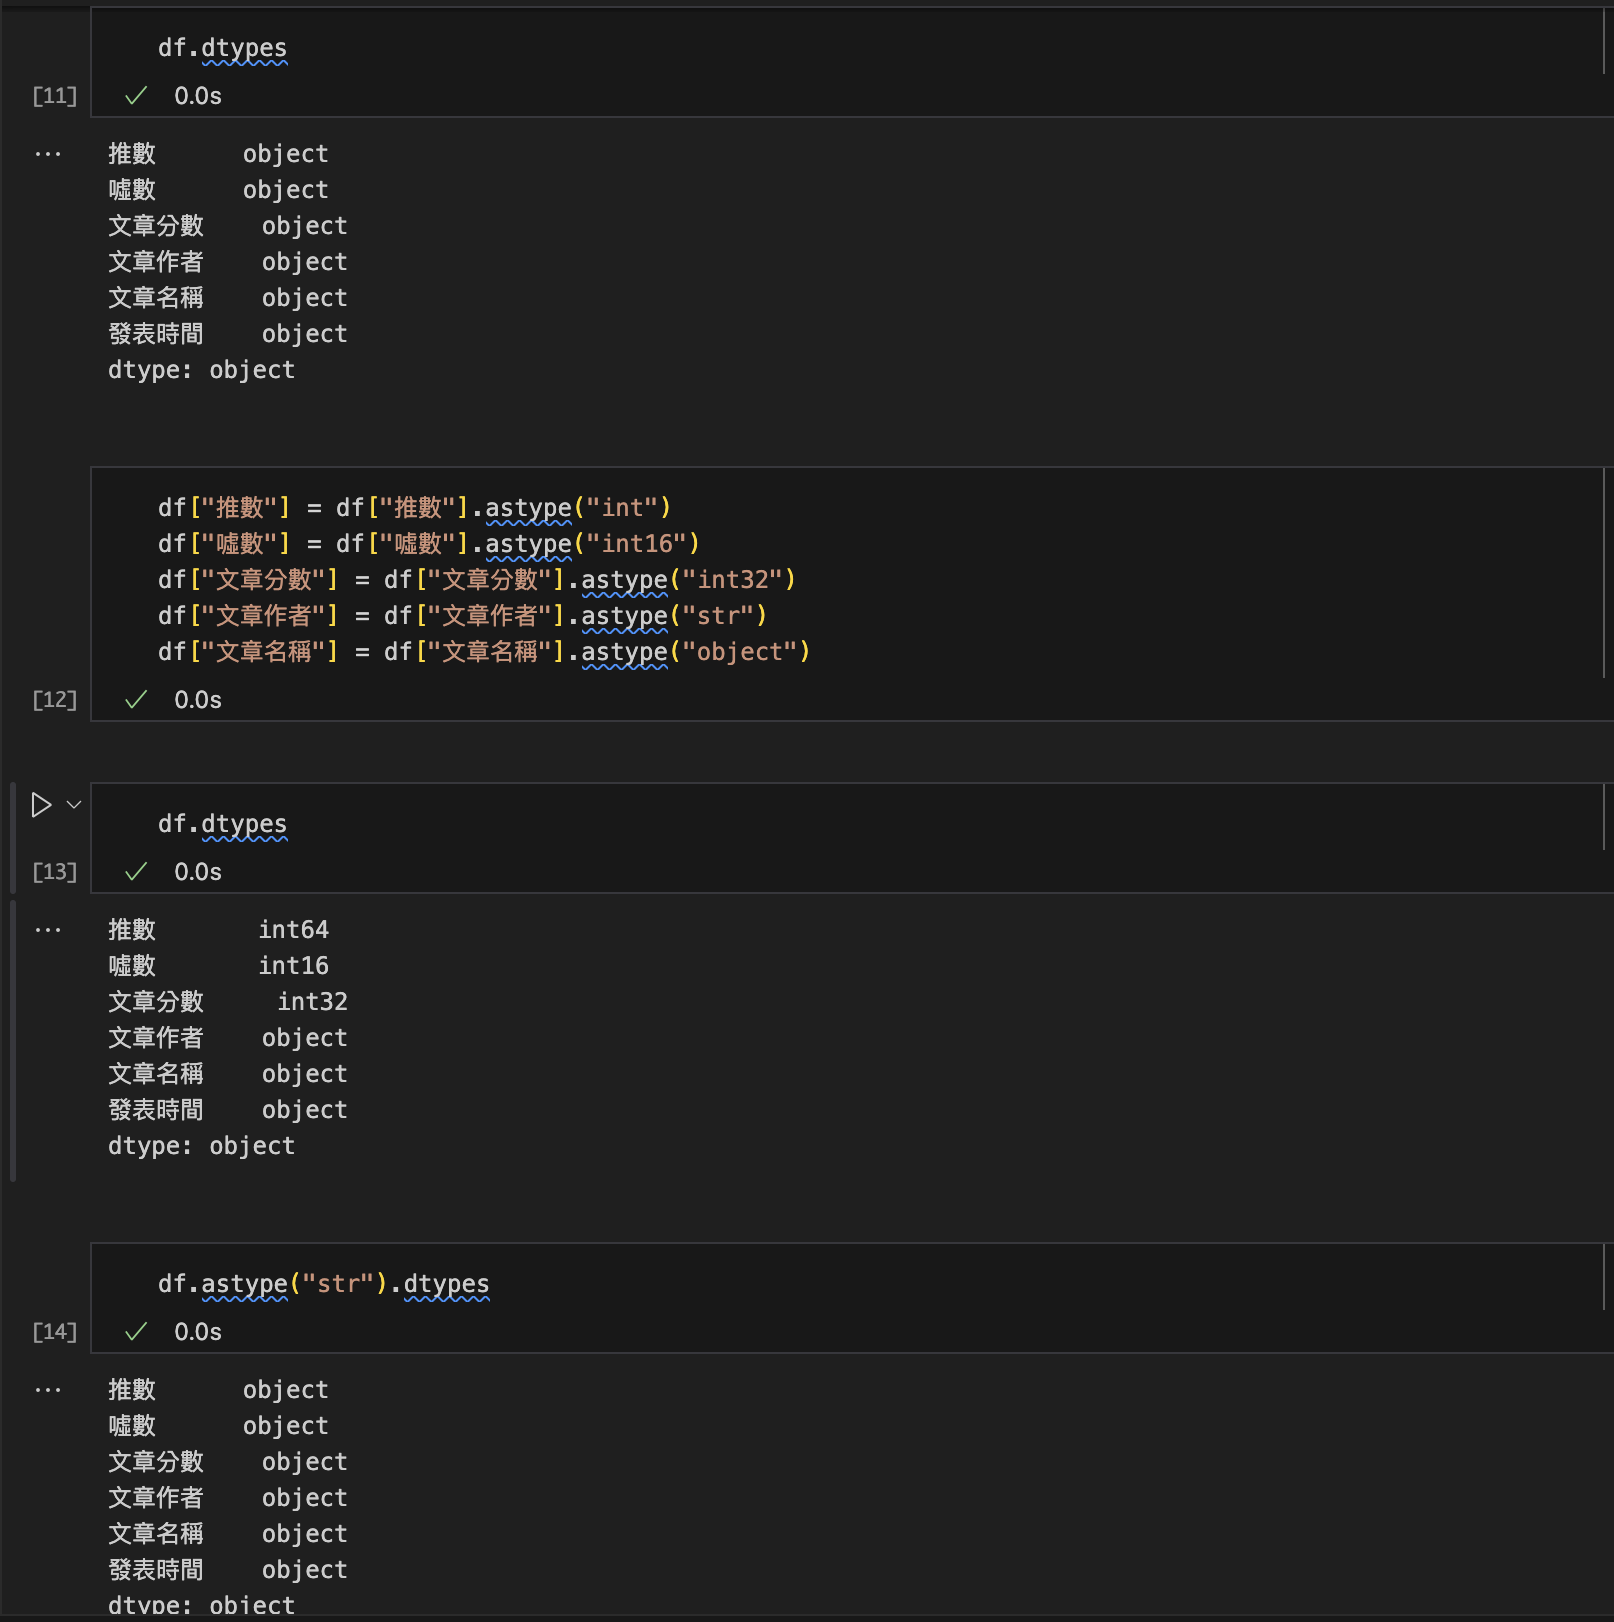 df.dtypes
[11] ✓ 0.0s
... 推數 object
噓數 object
文章分數 object
文章作者 object
文章名稱 object
發表時間 object
dtype: object
df["推數"] = df["推數"].astype("int")
df["噓數"] = df["噓數"].astype("int16")
df["文章分數"] = df["文章分數"].astype("int32")
df["文章作者"] = df["文章作者"].astype("str")
df["文章名稱"] = df["文章名稱"].astype("object")
[12] ✓ 0.0s
df.dtypes
[13] ✓ 0.0s
... 推數 int64
噓數 int16
文章分數 int32
文章作者 object
文章名稱 object
發表時間 object
dtype: object
df.astype("str").dtypes
[14] ✓ 0.0s
... 推數 object
噓數 object
文章分數 object
文章作者 object
文章名稱 object
發表時間 object
dtype: object